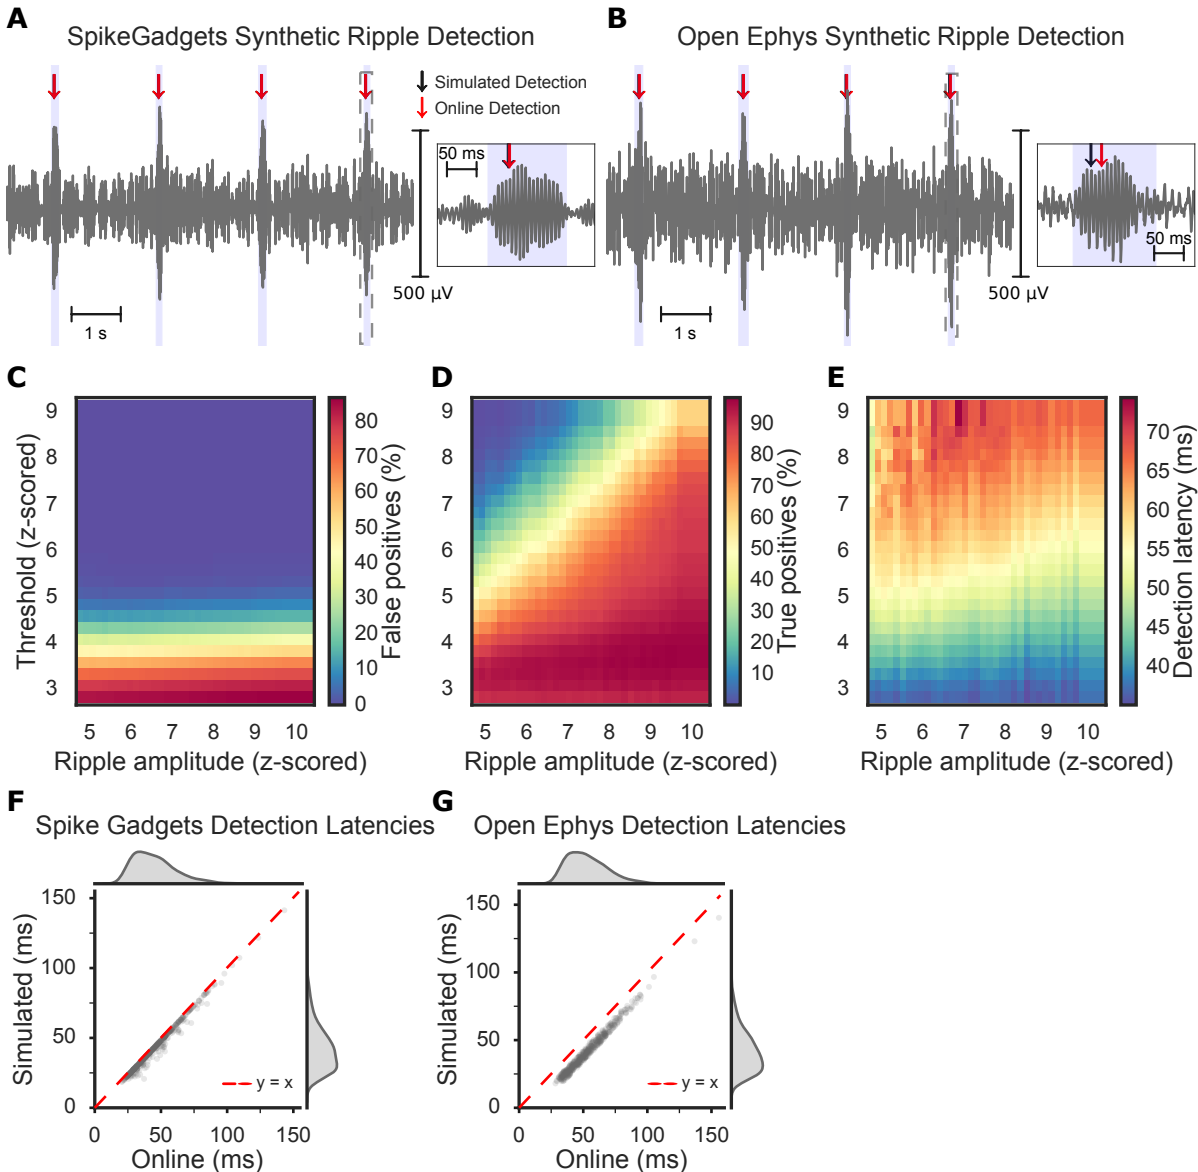 A
SpikeGadgets Synthetic Ripple Detection
Simulated Detection
Online Detection
50 ms
500 µV
1 s
B
Open Ephys Synthetic Ripple Detection
50 ms
500 µV
1 s
C
Threshold (z-scored)
9
8
7
6
5
4
3
5 6 7 8 9 10
Ripple amplitude (z-scored)
80
70
60
50
40
30
20
10
0
False positives (%)
D
9
8
7
6
5
4
3
5 6 7 8 9 10
Ripple amplitude (z-scored)
90
80
70
60
50
40
30
20
10
True positives (%)
E
9
8
7
6
5
4
3
5 6 7 8 9 10
Ripple amplitude (z-scored)
70
65
60
55
50
45
40
Detection latency (ms)
F
Spike Gadgets Detection Latencies
Simulated (ms)
150
100
50
0
y = x
0 50 100 150
Online (ms)
G
Open Ephys Detection Latencies
Simulated (ms)
150
100
50
0
y = x
0 50 100 150
Online (ms)